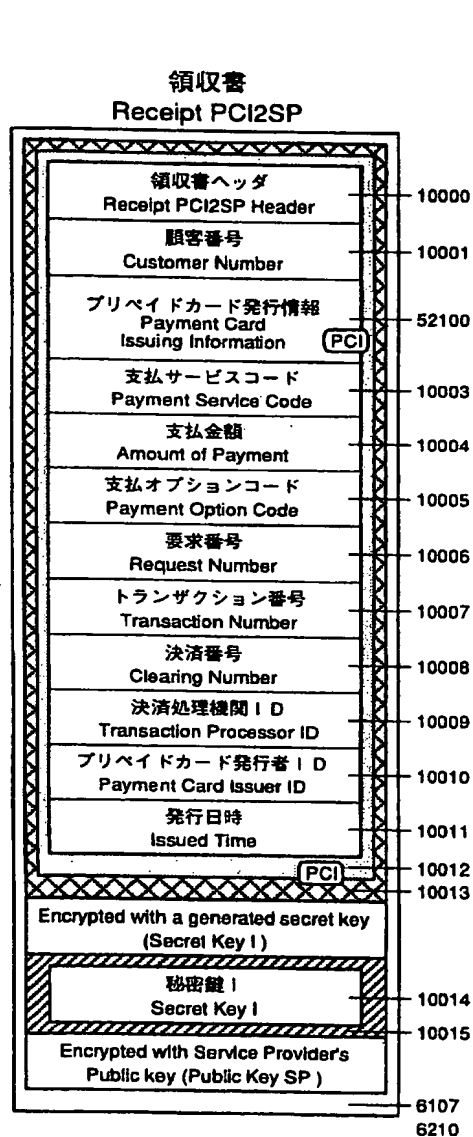 領収書
Receipt PCI2SP
領収書ヘッダ
Receipt PCI2SP Header
10000
顧客番号
Customer Number
10001
プリペイドカード発行情報
Payment Card
Issuing Information
PCI
52100
支払サービスコード
Payment Service Code
10003
支払金額
Amount of Payment
10004
支払オプションコード
Payment Option Code
10005
要求番号
Request Number
10006
トランザクション番号
Transaction Number
10007
決済番号
Clearing Number
10008
決済処理機関ID
Transaction Processor ID
10009
プリペイドカード発行者ID
Payment Card Issuer ID
10010
発行日時
Issued Time
10011
PCI
10012
10013
Encrypted with a generated secret key
(Secret Key I)
秘密鍵I
Secret Key I
10014
10015
Encrypted with Service Provider's
Public key (Public Key SP )
6107
6210